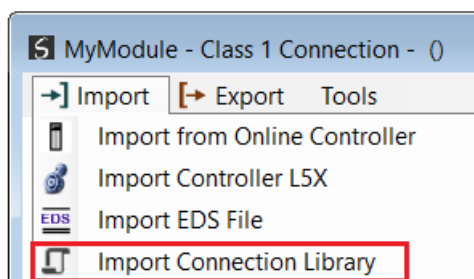 MyModule - Class 1 Connection - ()
Import Export Tools
Import from Online Controller
Import Controller L5X
EDS Import EDS File
Import Connection Library